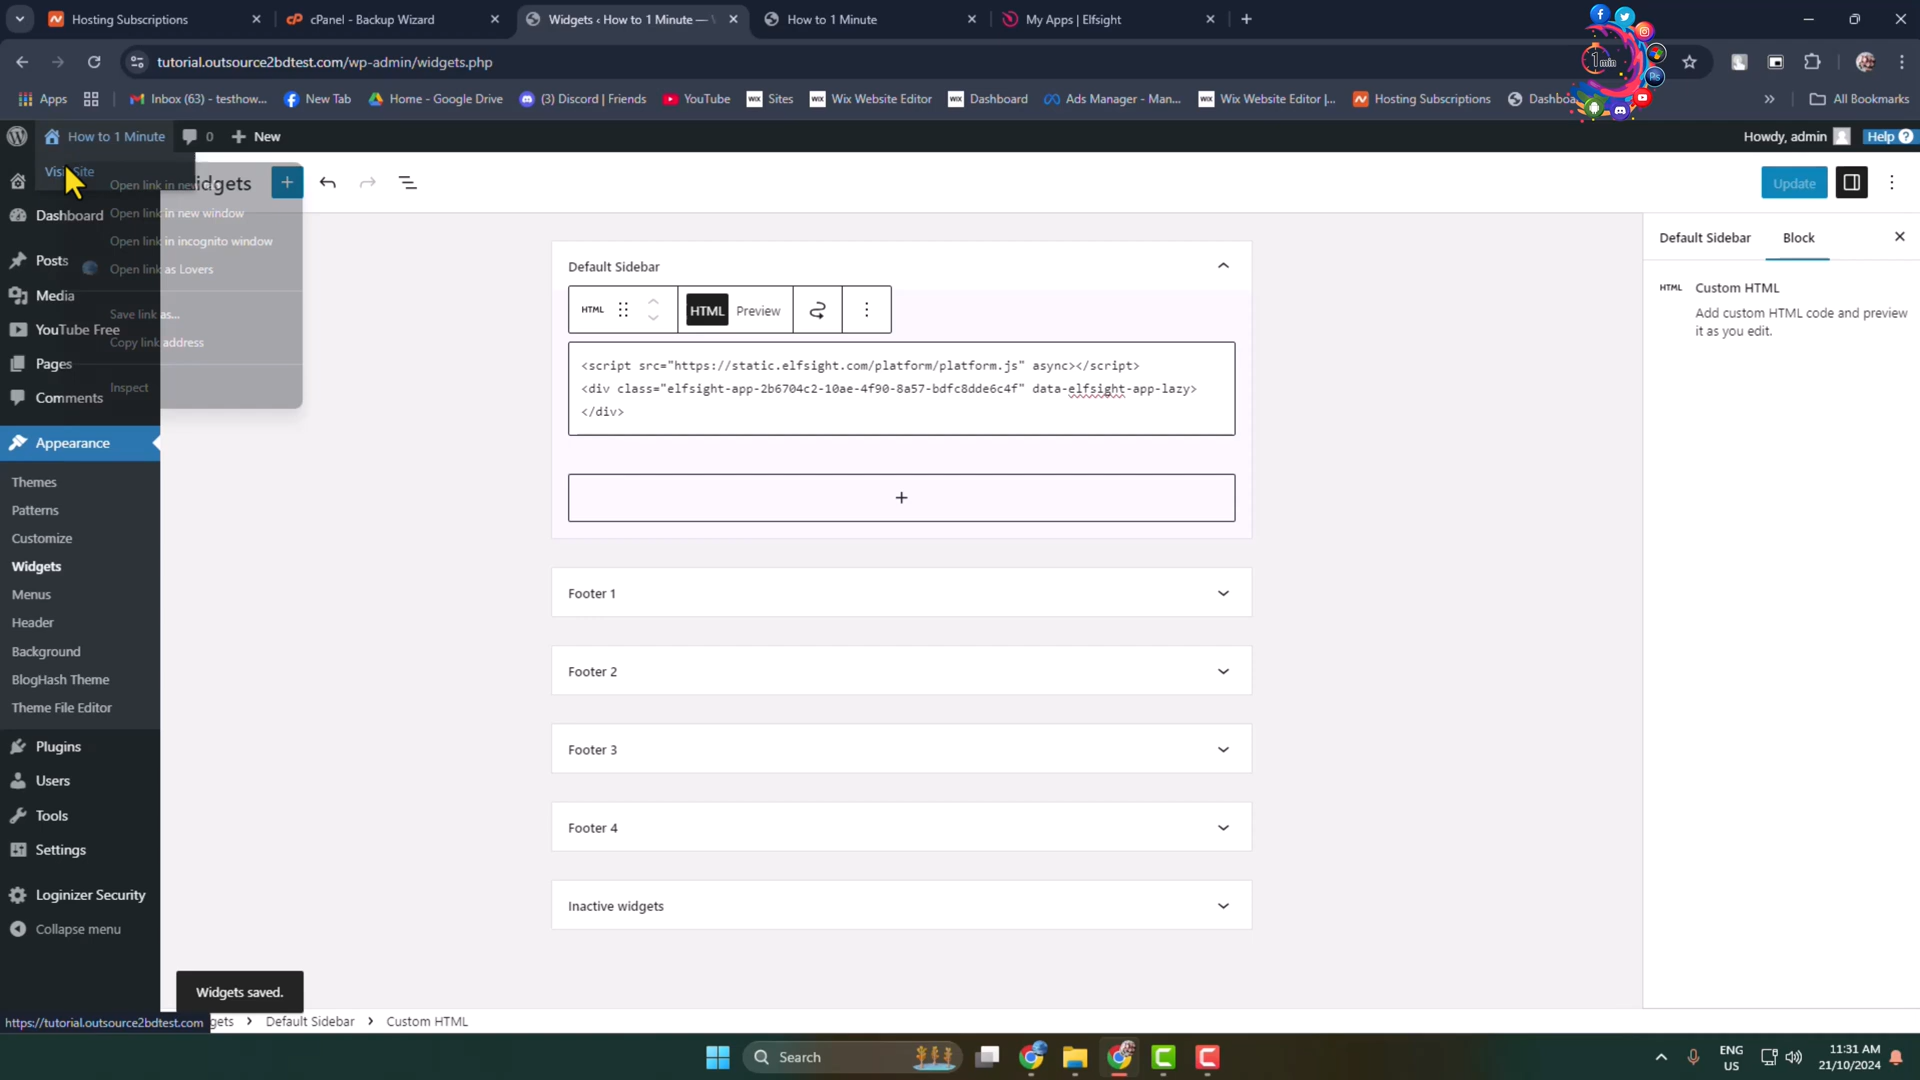 Hosting Subscriptions
cPanel - Backup Wizard
Widgets ‹ How to 1 Minute —
How to 1 Minute
My Apps | Elfsight
tutorial.outsource2bdtest.com/wp-admin/widgets.php
1 min
Apps
Inbox (63) - testhow...
New Tab
Home - Google Drive
(3) Discord | Friends
YouTube
WIX Sites
WIX Wix Website Editor
WIX Dashboard
Ads Manager - Man...
WIX Wix Website Editor |...
Hosting Subscriptions
All Bookmarks
How to 1 Minute
0
New
Howdy, admin
Help
Visit Site
Open link in new
Update
Dashboard
Open link in new window
Default Sidebar
Block
Open link in incognito window
Posts
Open link as Lovers
Default Sidebar
Custom HTML
Add custom HTML code and preview
it as you edit.
Media
HTML
HTML
HTML
Preview
Save link as...
YouTube Free
Copy link address
Pages
Inspect
Comments
<script src="https://static.elfsight.com/platform/platform.js" async></script>
<div class="elfsight-app-2b6704c2-10ae-4f90-8a57-bdfc8dde6c4f" data-elfsight-app-lazy>
</div>
Appearance
Themes
Patterns
Customize
Widgets
Menus
Header
Background
BlogHash Theme
Theme File Editor
Footer 1
Footer 2
Footer 3
Footer 4
Inactive widgets
Plugins
Users
Tools
Settings
Loginizer Security
Collapse menu
Widgets saved.
https://tutorial.outsource2bdtest.com
Default Sidebar
Custom HTML
Search
ENG
US
11:31 AM
21/10/2024